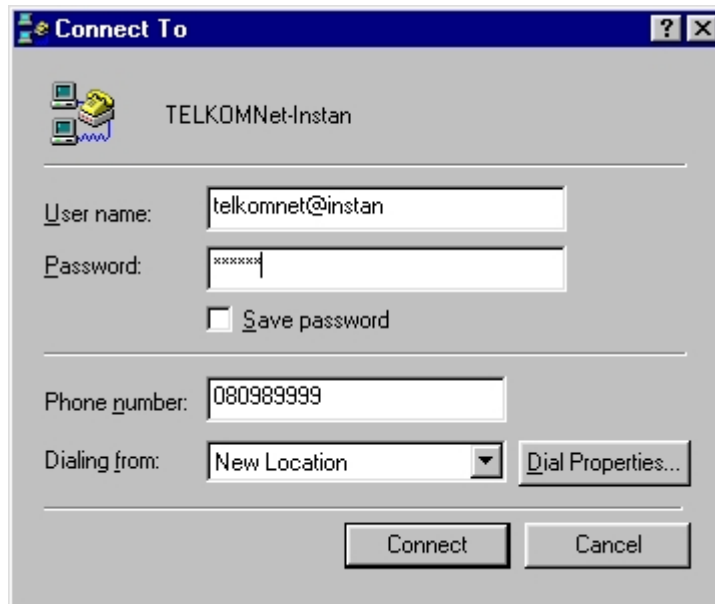 Connect To
TELKOMNet-Instan
User name: telkomnet@instan
Password: ******
Save password
Phone number: 080989999
Dialing from: New Location Dial Properties...
Connect Cancel